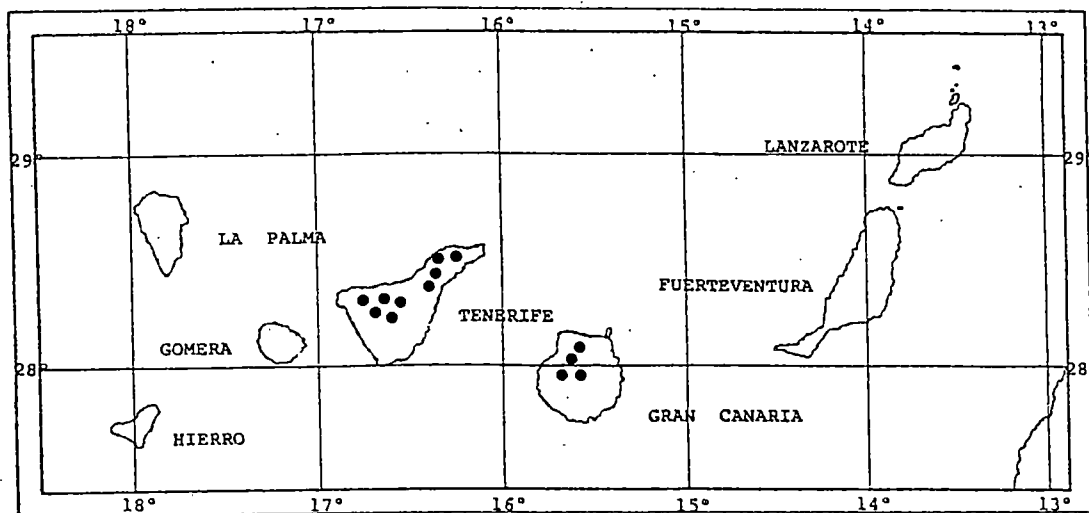 18° 17° 16° 15° 14° 13°
LANZAROTE
29° 29
LA PALMA
FUERTEVENTURA
TENERIFE
GOMERA
28° 28
GRAN CANARIA
HIERRO
18° 17° 16° 15° 14° 13°